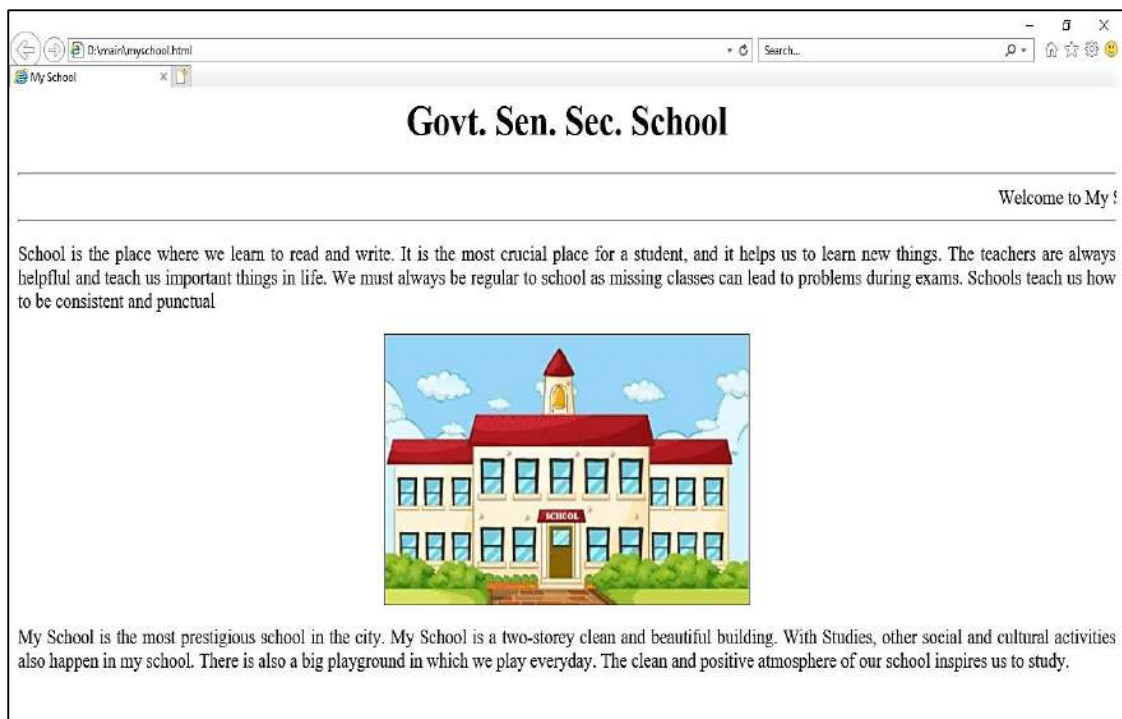 D:\main\myschool.html
Search...
My School
Govt. Sen. Sec. School
Welcome to My
School is the place where we learn to read and write. It is the most crucial place for a student, and it helps us to learn new things. The teachers are always
helpful and teach us important things in life. We must always be regular to school as missing classes can lead to problems during exams. Schools teach us how
to be consistent and punctual
SCHOOL
My School is the most prestigious school in the city. My School is a two-storey clean and beautiful building. With Studies, other social and cultural activities
also happen in my school. There is also a big playground in which we play everyday. The clean and positive atmosphere of our school inspires us to study.